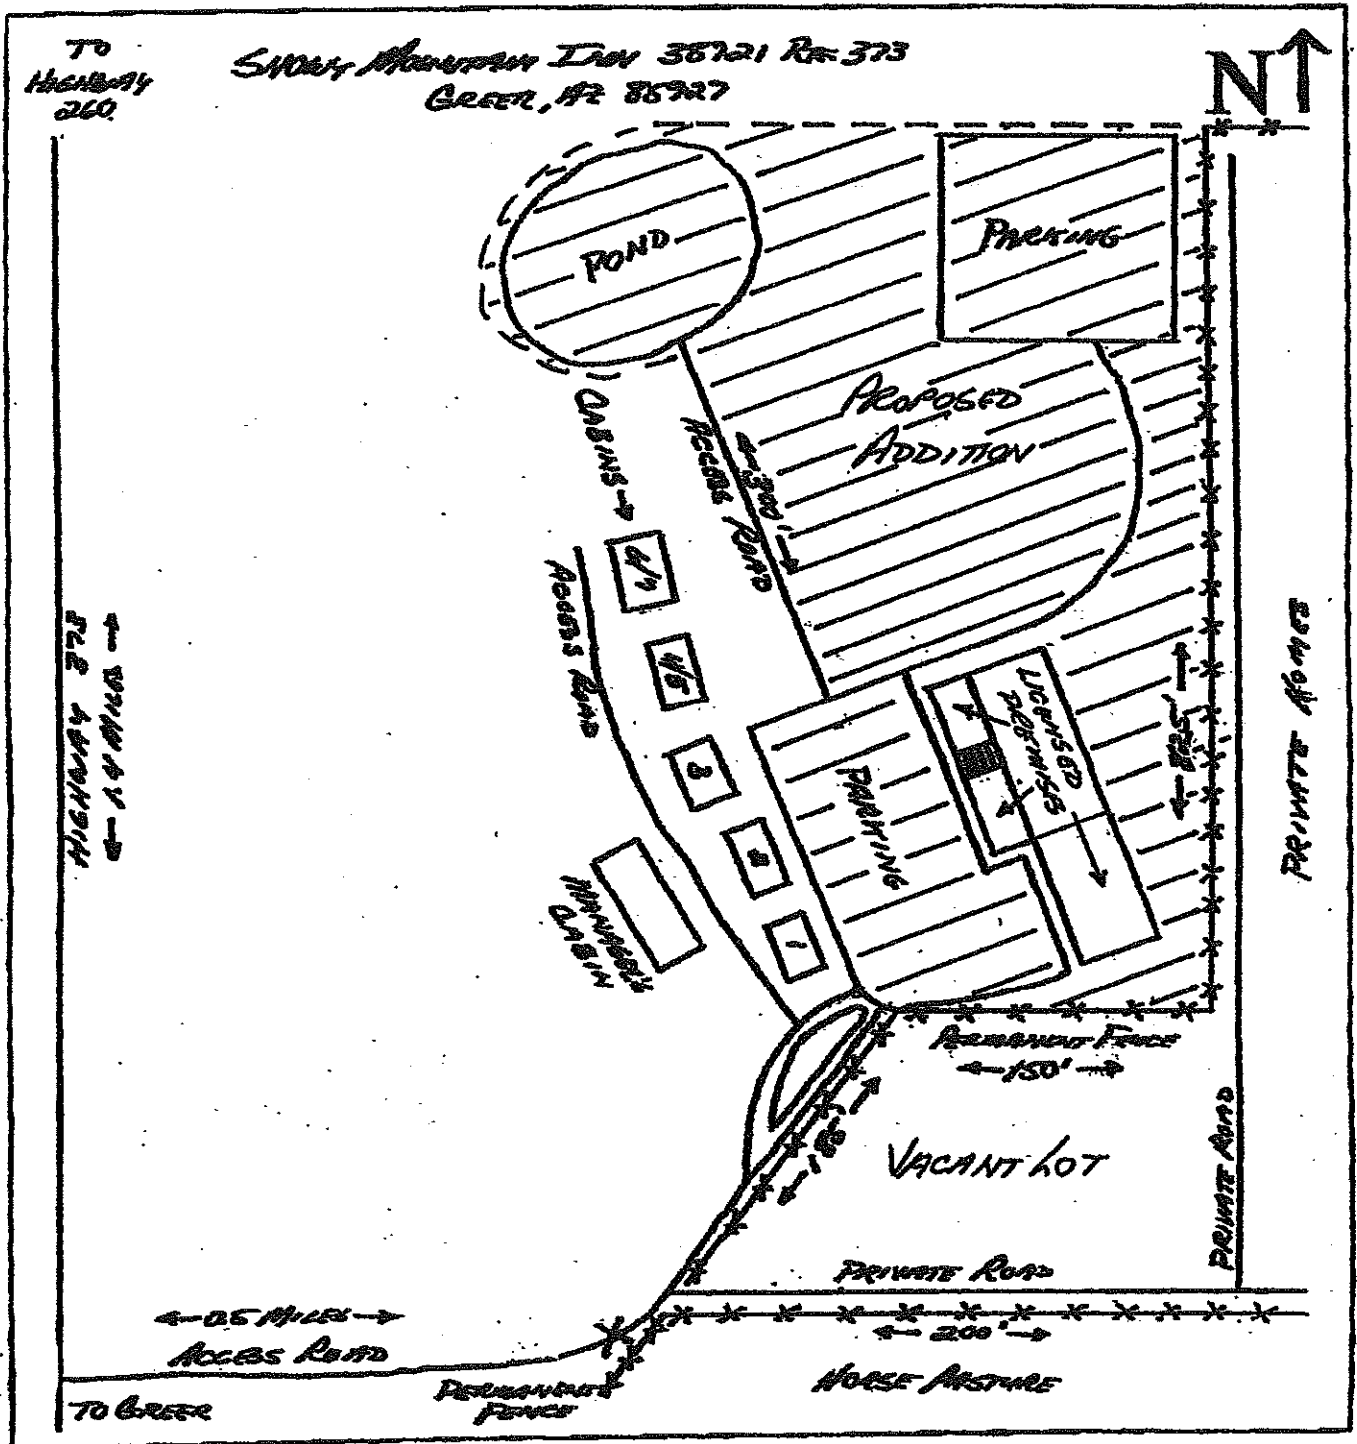 TO
HIGHWAY
260
SNOWY MOUNTAIN INN 38721 RTE 373
GREER, AZ 85927
N
POND
PARKING
PROPOSED
ADDITION
CABINS
ACCESS ROAD
300'
ACCESS ROAD
6/7
4/5
3
2
1
MANAGER'S
CABIN
PARKING
LICENSED
PREMISES
HIGHWAY 373
MILES
PRIVATE HOMES
PERMANENT FENCE
150'
VACANT LOT
PRIVATE ROAD
PRIVATE ROAD
0.5 MILES
ACCESS ROAD
200'
HORSE PASTURE
PERMANENT
FENCE
TO GREER